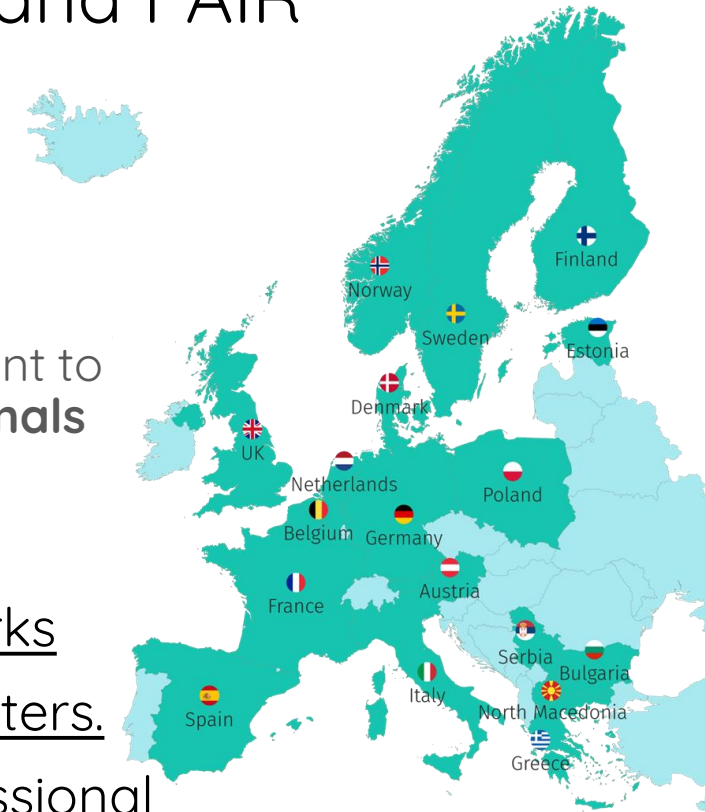 and FAIR
Finland
Norway
Sweden
Estonia
nt to
nals
Denmark
UK
Netherlands
Poland
Belgium
Germany
Austria
France
rks
Serbia
Bulgaria
Italy
ters.
Spain
North Macedonia
Greece
ssional